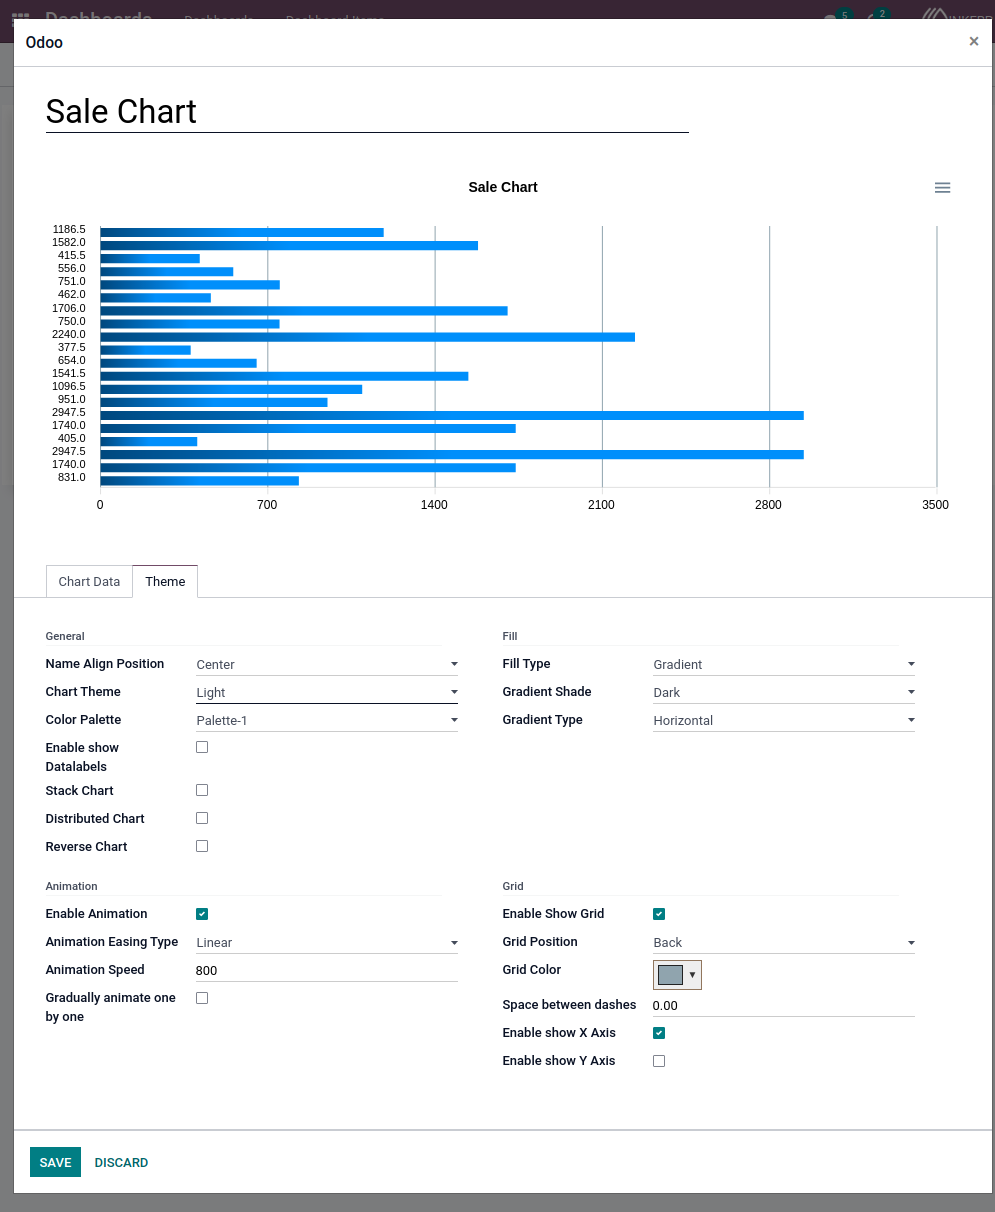 Dashboards Dashboards Dashboard Items 5 2
Odoo ×
Sale Chart
Sale Chart
1186.5
1582.0
415.5
556.0
751.0
462.0
1706.0
750.0
2240.0
377.5
654.0
1541.5
1096.5
951.0
2947.5
1740.0
405.0
2947.5
1740.0
831.0
0 700 1400 2100 2800 3500
Chart Data Theme
General
Name Align Position Center
Chart Theme Light
Color Palette Palette-1
Enable show
Datalabels
Stack Chart
Distributed Chart
Reverse Chart
Fill
Fill Type Gradient
Gradient Shade Dark
Gradient Type Horizontal
Animation
Enable Animation
Animation Easing Type Linear
Animation Speed 800
Gradually animate one
by one
Grid
Enable Show Grid
Grid Position Back
Grid Color
Space between dashes 0.00
Enable show X Axis
Enable show Y Axis
SAVE DISCARD